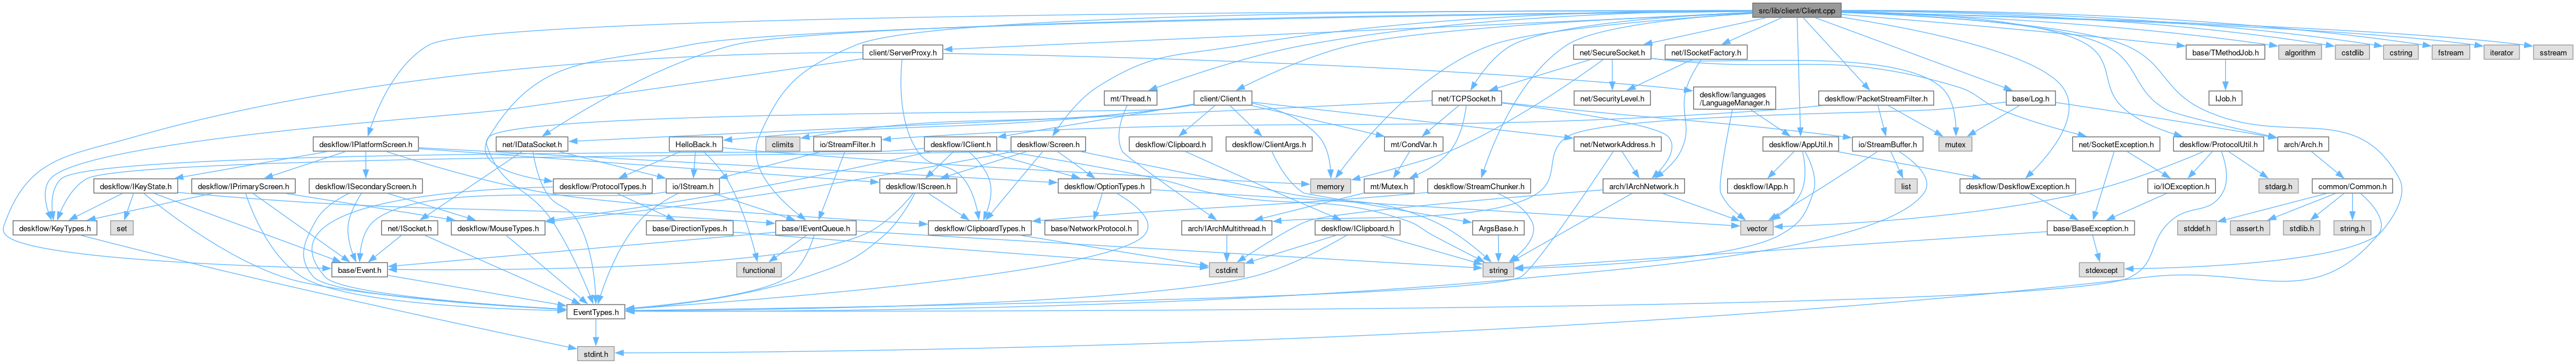 src/lib/client/Client.cpp
client/ServerProxy.h
net/SecureSocket.h
net/ISocketFactory.h
base/TMethodJob.h
algorithm
cstdlib
cstring
fstream
iterator
sstream
mt/Thread.h
client/Client.h
net/TCPSocket.h
net/SecurityLevel.h
deskflow/languages
/LanguageManager.h
deskflow/PacketStreamFilter.h
base/Log.h
IJob.h
deskflow/IPlatformScreen.h
net/IDataSocket.h
HelloBack.h
climits
io/StreamFilter.h
deskflow/IClient.h
deskflow/Screen.h
deskflow/Clipboard.h
deskflow/ClientArgs.h
mt/CondVar.h
net/NetworkAddress.h
deskflow/AppUtil.h
io/StreamBuffer.h
mutex
net/SocketException.h
deskflow/ProtocolUtil.h
arch/Arch.h
deskflow/IKeyState.h
deskflow/IPrimaryScreen.h
deskflow/ISecondaryScreen.h
deskflow/ProtocolTypes.h
io/IStream.h
deskflow/IScreen.h
deskflow/OptionTypes.h
memory
mt/Mutex.h
deskflow/StreamChunker.h
arch/IArchNetwork.h
deskflow/IApp.h
list
deskflow/DeskflowException.h
io/IOException.h
stdarg.h
common/Common.h
deskflow/KeyTypes.h
set
net/ISocket.h
deskflow/MouseTypes.h
base/DirectionTypes.h
base/IEventQueue.h
deskflow/ClipboardTypes.h
base/NetworkProtocol.h
arch/IArchMultithread.h
deskflow/IClipboard.h
ArgsBase.h
vector
base/BaseException.h
stddef.h
assert.h
stdlib.h
string.h
base/Event.h
functional
cstdint
string
stdexcept
EventTypes.h
stdint.h